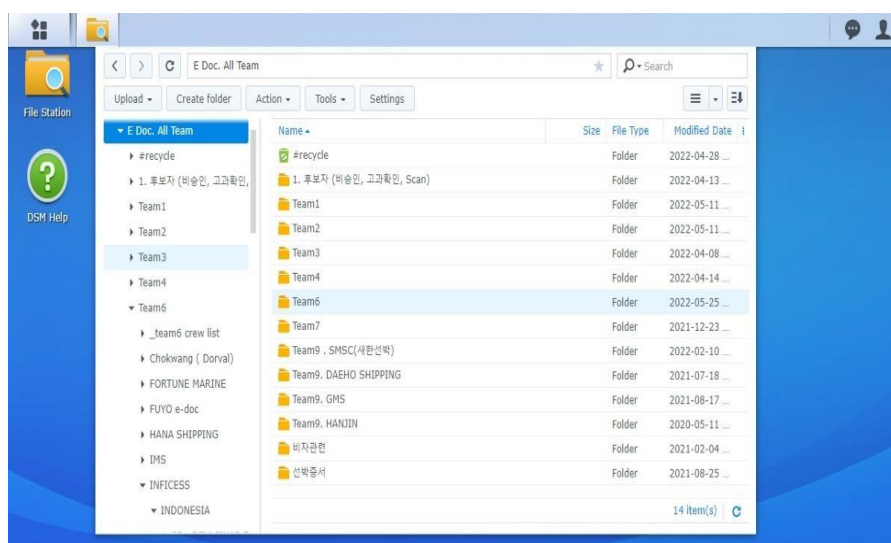 E Doc. All Team
Search
Upload
Create folder
Action
Tools
Settings
File Station
DSM Help
E Doc. All Team
#recycle
1. 후보자 (비승인, 고과확인,
Team1
Team2
Team3
Team4
Team6
_team6 crew list
Chokwang ( Dorval)
FORTUNE MARINE
FUYO e-doc
HANA SHIPPING
IMS
INFICESS
INDONESIA
Name Size File Type Modified Date
#recycle Folder 2022-04-28 ...
1. 후보자 (비승인, 고과확인, Scan) Folder 2022-04-13 ...
Team1 Folder 2022-05-11 ...
Team2 Folder 2022-05-11 ...
Team3 Folder 2022-04-08 ...
Team4 Folder 2022-04-14 ...
Team6 Folder 2022-05-25 ...
Team7 Folder 2021-12-23 ...
Team9 . SMSC(새한선박) Folder 2022-02-10 ...
Team9. DAEHO SHIPPING Folder 2021-07-18 ...
Team9. GMS Folder 2021-08-17 ...
Team9. HANJIN Folder 2020-05-11 ...
비자관련 Folder 2021-02-04 ...
선박증서 Folder 2021-08-25 ...
14 item(s)